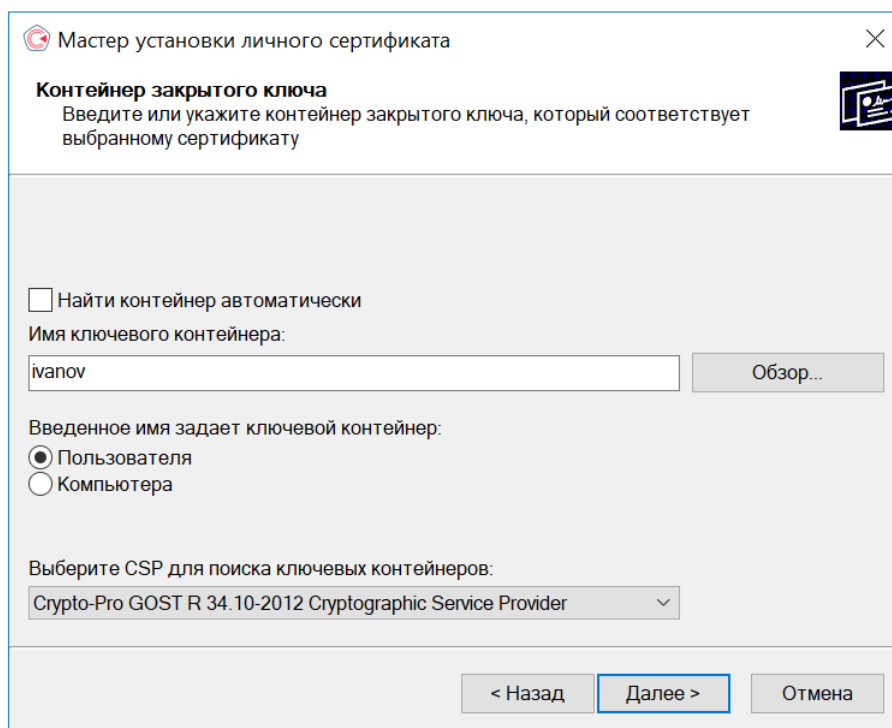 Мастер установки личного сертификата
Контейнер закрытого ключа
Введите или укажите контейнер закрытого ключа, который соответствует
выбранному сертификату
Найти контейнер автоматически
Имя ключевого контейнера:
ivanov
Обзор...
Введенное имя задает ключевой контейнер:
Пользователя
Компьютера
Выберите CSP для поиска ключевых контейнеров:
Crypto-Pro GOST R 34.10-2012 Cryptographic Service Provider
< Назад
Далее >
Отмена